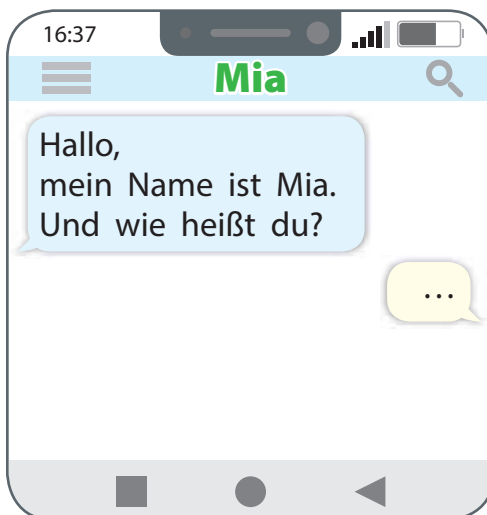 16:37
Mia
Hallo,
mein Name ist Mia.
Und wie heißt du?
...